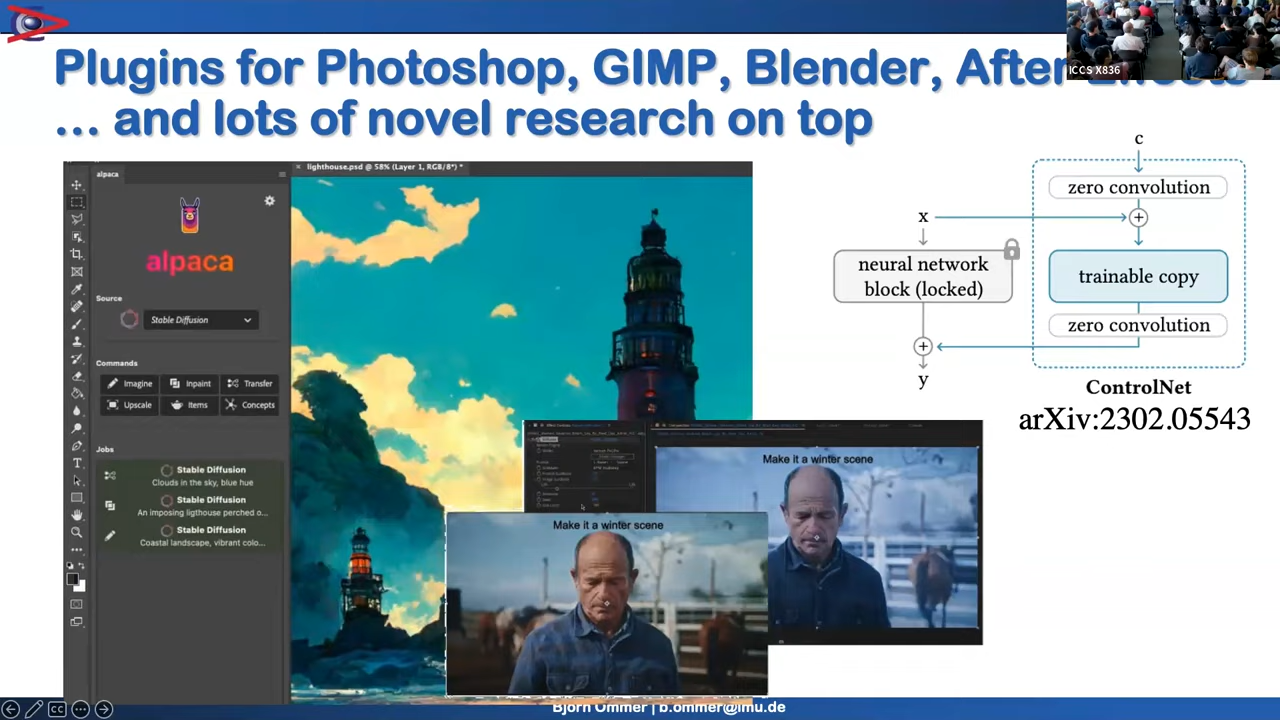 Plugins for Photoshop, GIMP, Blender, After
... and lots of novel research on top
ICCS X836
alpaca
lighthouse.psd @ 58% (Layer 1, RGB/8*) *
alpaca
Source
Stable Diffusion
Commands
Imagine
Inpaint
Transfer
Upscale
Items
Concepts
Jobs
Stable Diffusion
Clouds in the sky, blue hue
Stable Diffusion
An imposing ligthouse perched o...
Stable Diffusion
Coastal landscape, vibrant colo...
Make it a winter scene
Make it a winter scene
c
zero convolution
x
+
neural network
block (locked)
trainable copy
zero convolution
+
y
ControlNet
arXiv:2302.05543
CC
Björn Ommer | b.ommer@lmu.de